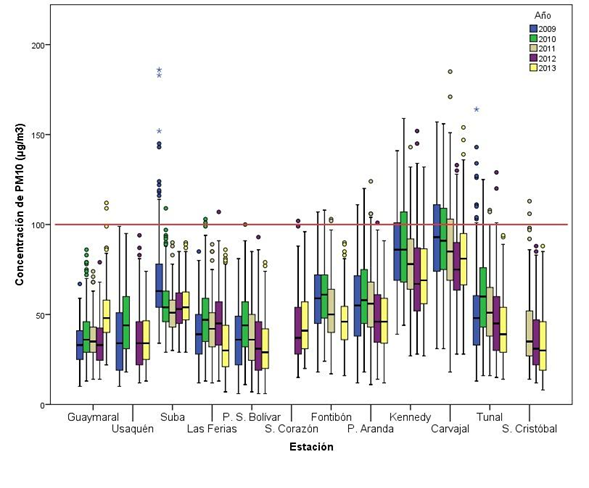 Año
2009
2010
2011
2012
2013
Concentración de PM10 (µg/m3)
200
150
100
50
0
Guaymaral Suba P. S. Bolívar Fontibón Kennedy Tunal
Usaquén Las Ferias S. Corazón P. Aranda Carvajal S. Cristóbal
Estación